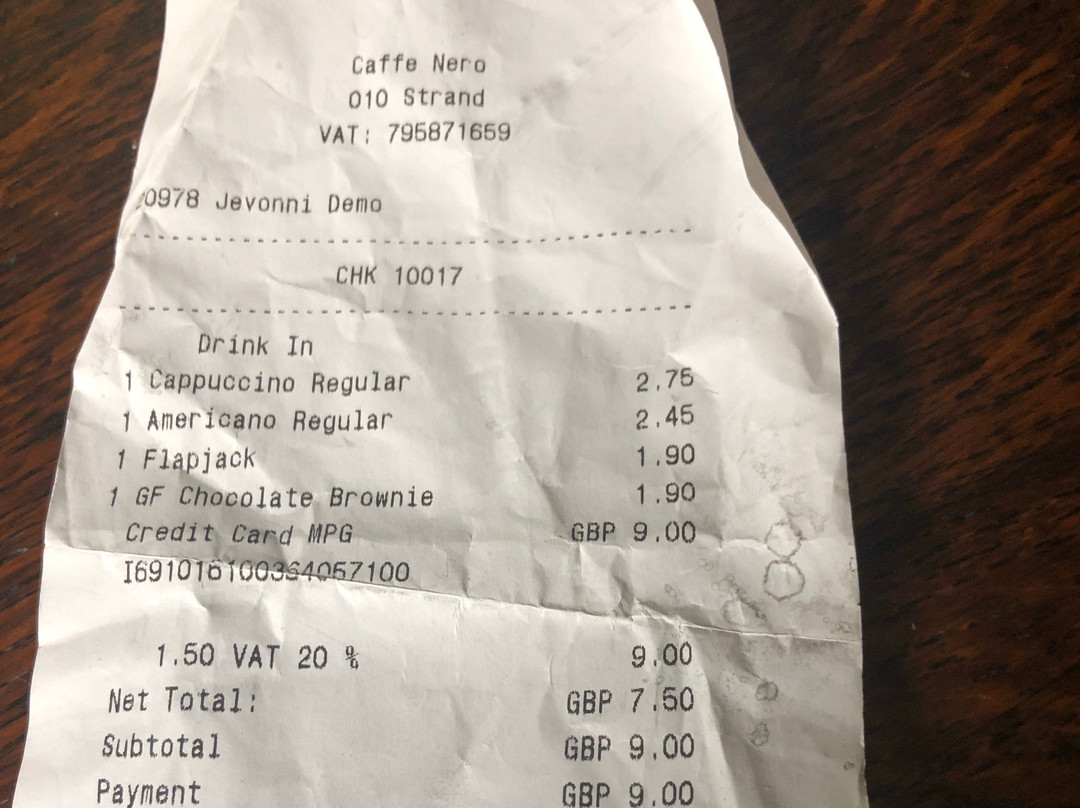 Caffe Nero
010 Strand
VAT: 795871659
0978 Jevonni Demo
CHK 10017
Drink In
1 Cappuccino Regular 2.75
1 Americano Regular 2.45
1 Flapjack 1.90
1 GF Chocolate Brownie 1.90
Credit Card MPG GBP 9.00
I691016100364057100
1.50 VAT 20 % 9.00
Net Total: GBP 7.50
Subtotal GBP 9.00
Payment GBP 9.00